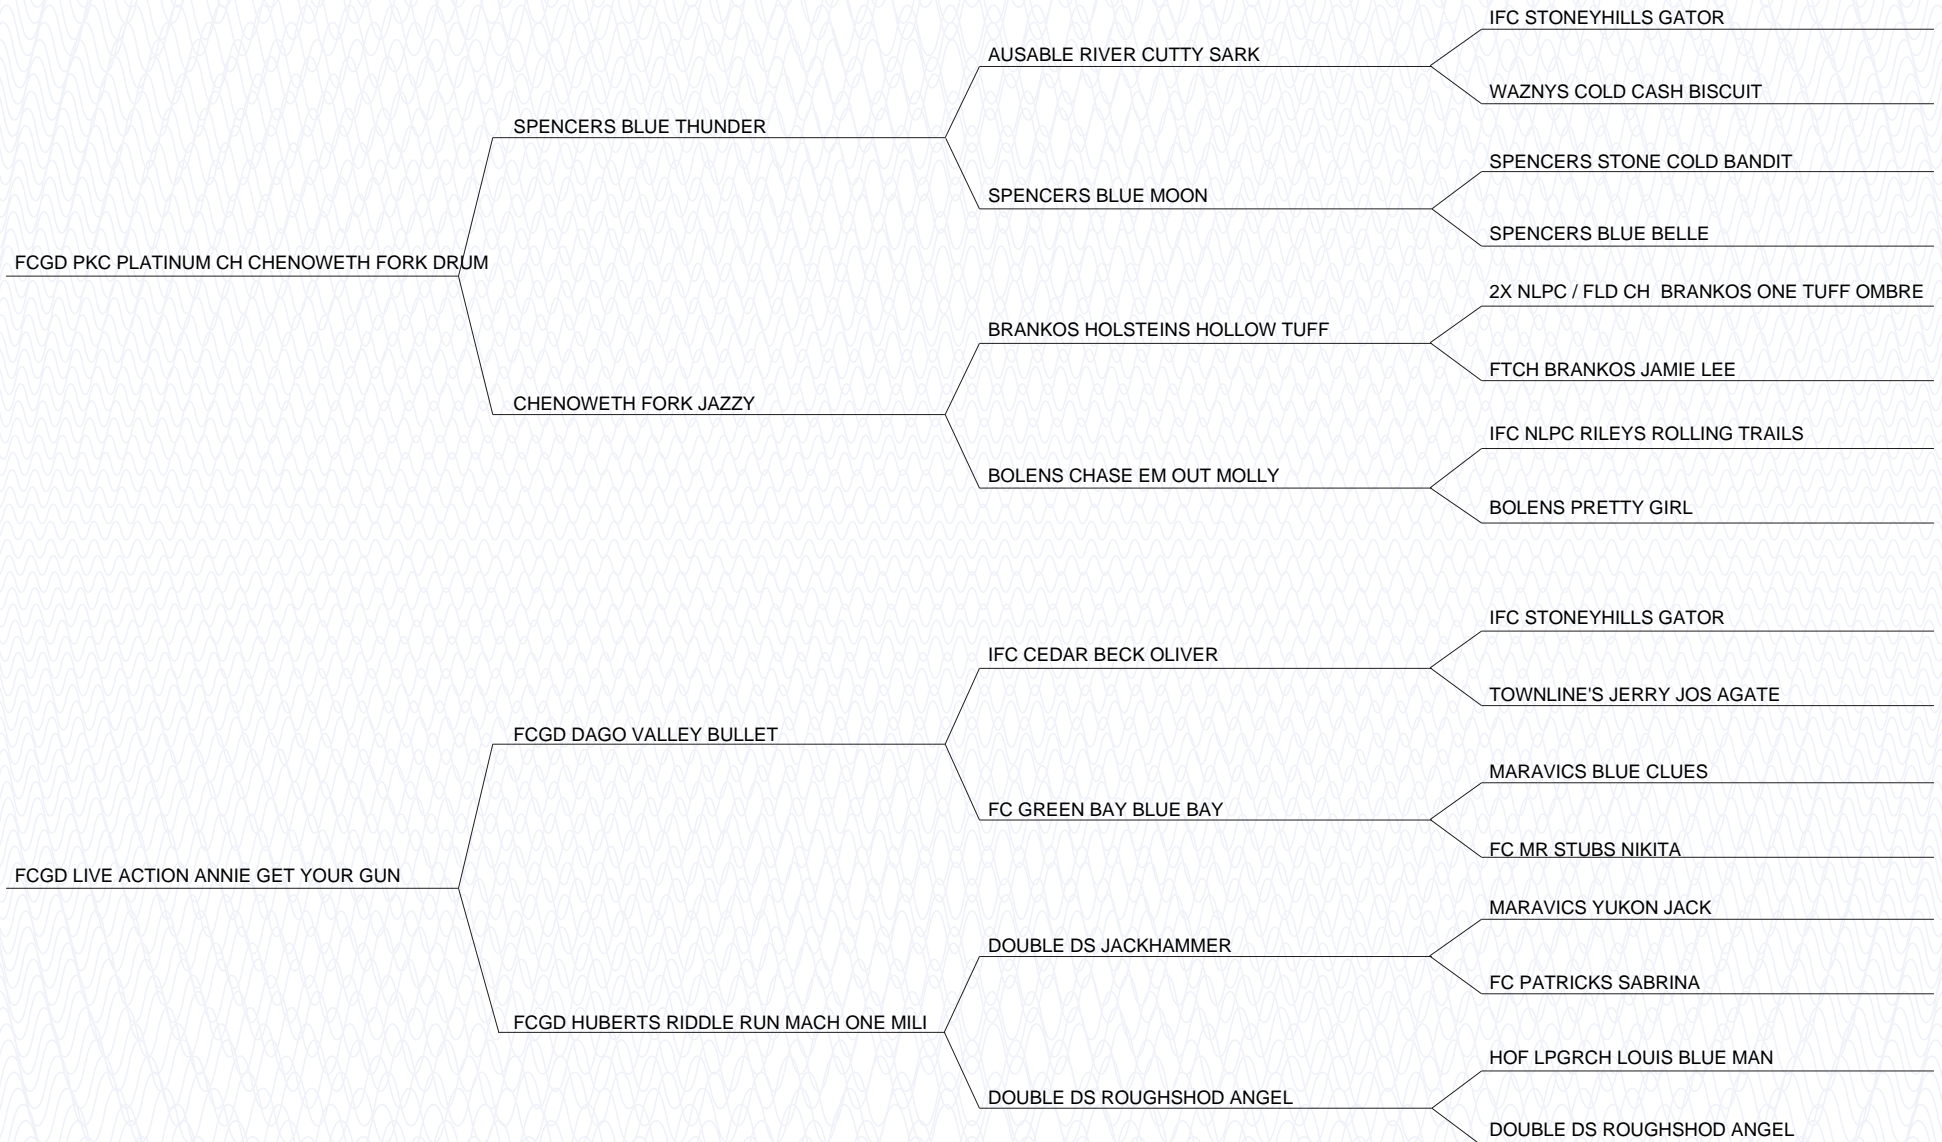 IFC STONEYHILLS GATOR
AUSABLE RIVER CUTTY SARK
WAZNYS COLD CASH BISCUIT
SPENCERS BLUE THUNDER
SPENCERS STONE COLD BANDIT
SPENCERS BLUE MOON
SPENCERS BLUE BELLE
FCGD PKC PLATINUM CH CHENOWETH FORK DRUM
2X NLPC / FLD CH  BRANKOS ONE TUFF OMBRE
BRANKOS HOLSTEINS HOLLOW TUFF
FTCH BRANKOS JAMIE LEE
CHENOWETH FORK JAZZY
IFC NLPC RILEYS ROLLING TRAILS
BOLENS CHASE EM OUT MOLLY
BOLENS PRETTY GIRL
IFC STONEYHILLS GATOR
IFC CEDAR BECK OLIVER
TOWNLINE'S JERRY JOS AGATE
FCGD DAGO VALLEY BULLET
MARAVICS BLUE CLUES
FC GREEN BAY BLUE BAY
FC MR STUBS NIKITA
FCGD LIVE ACTION ANNIE GET YOUR GUN
MARAVICS YUKON JACK
DOUBLE DS JACKHAMMER
FC PATRICKS SABRINA
FCGD HUBERTS RIDDLE RUN MACH ONE MILI
HOF LPGRCH LOUIS BLUE MAN
DOUBLE DS ROUGHSHOD ANGEL
DOUBLE DS ROUGHSHOD ANGEL